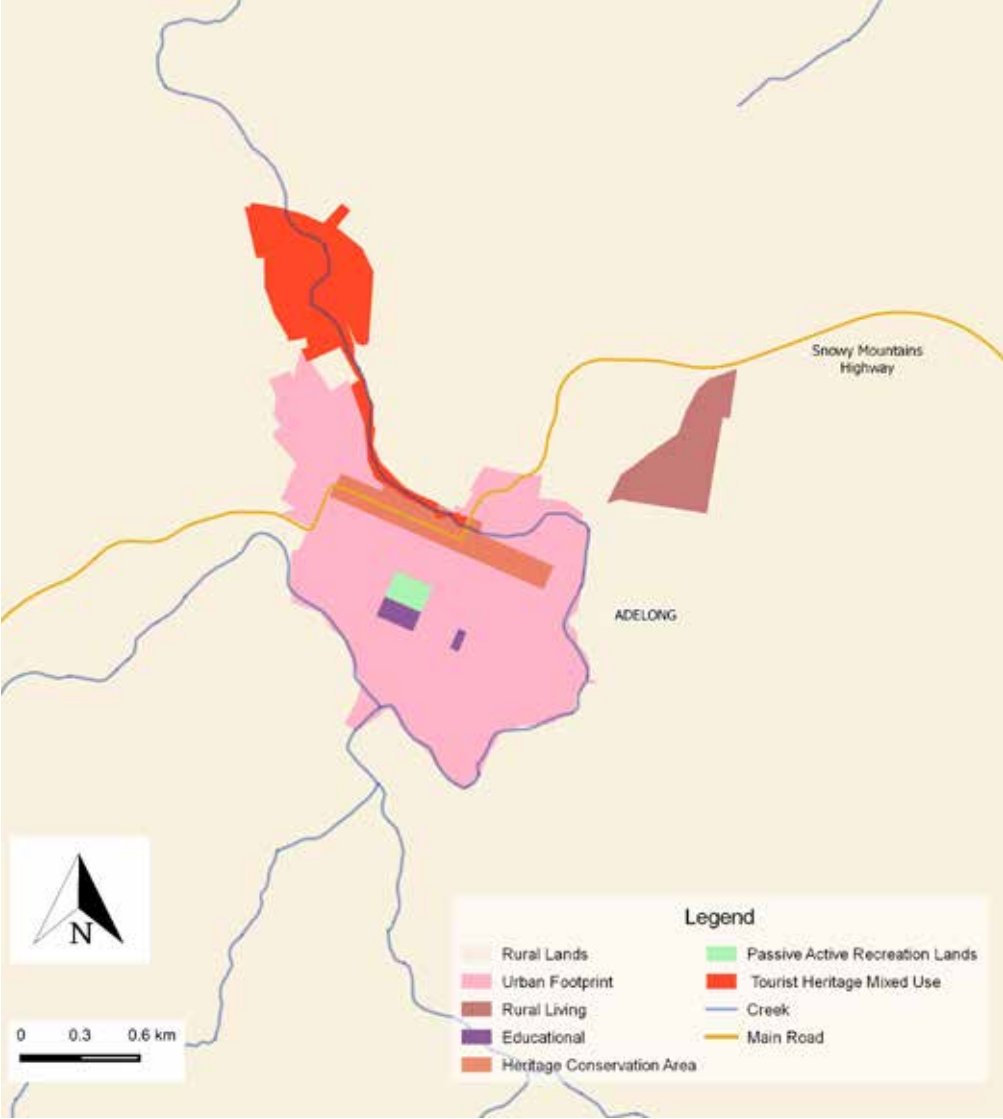 Snowy Mountains
Highway
ADELONG
N
0 0.3 0.6 km
Legend
Rural Lands
Urban Footprint
Rural Living
Educational
Heritage Conservation Area
Passive Active Recreation Lands
Tourist Heritage Mixed Use
Creek
Main Road